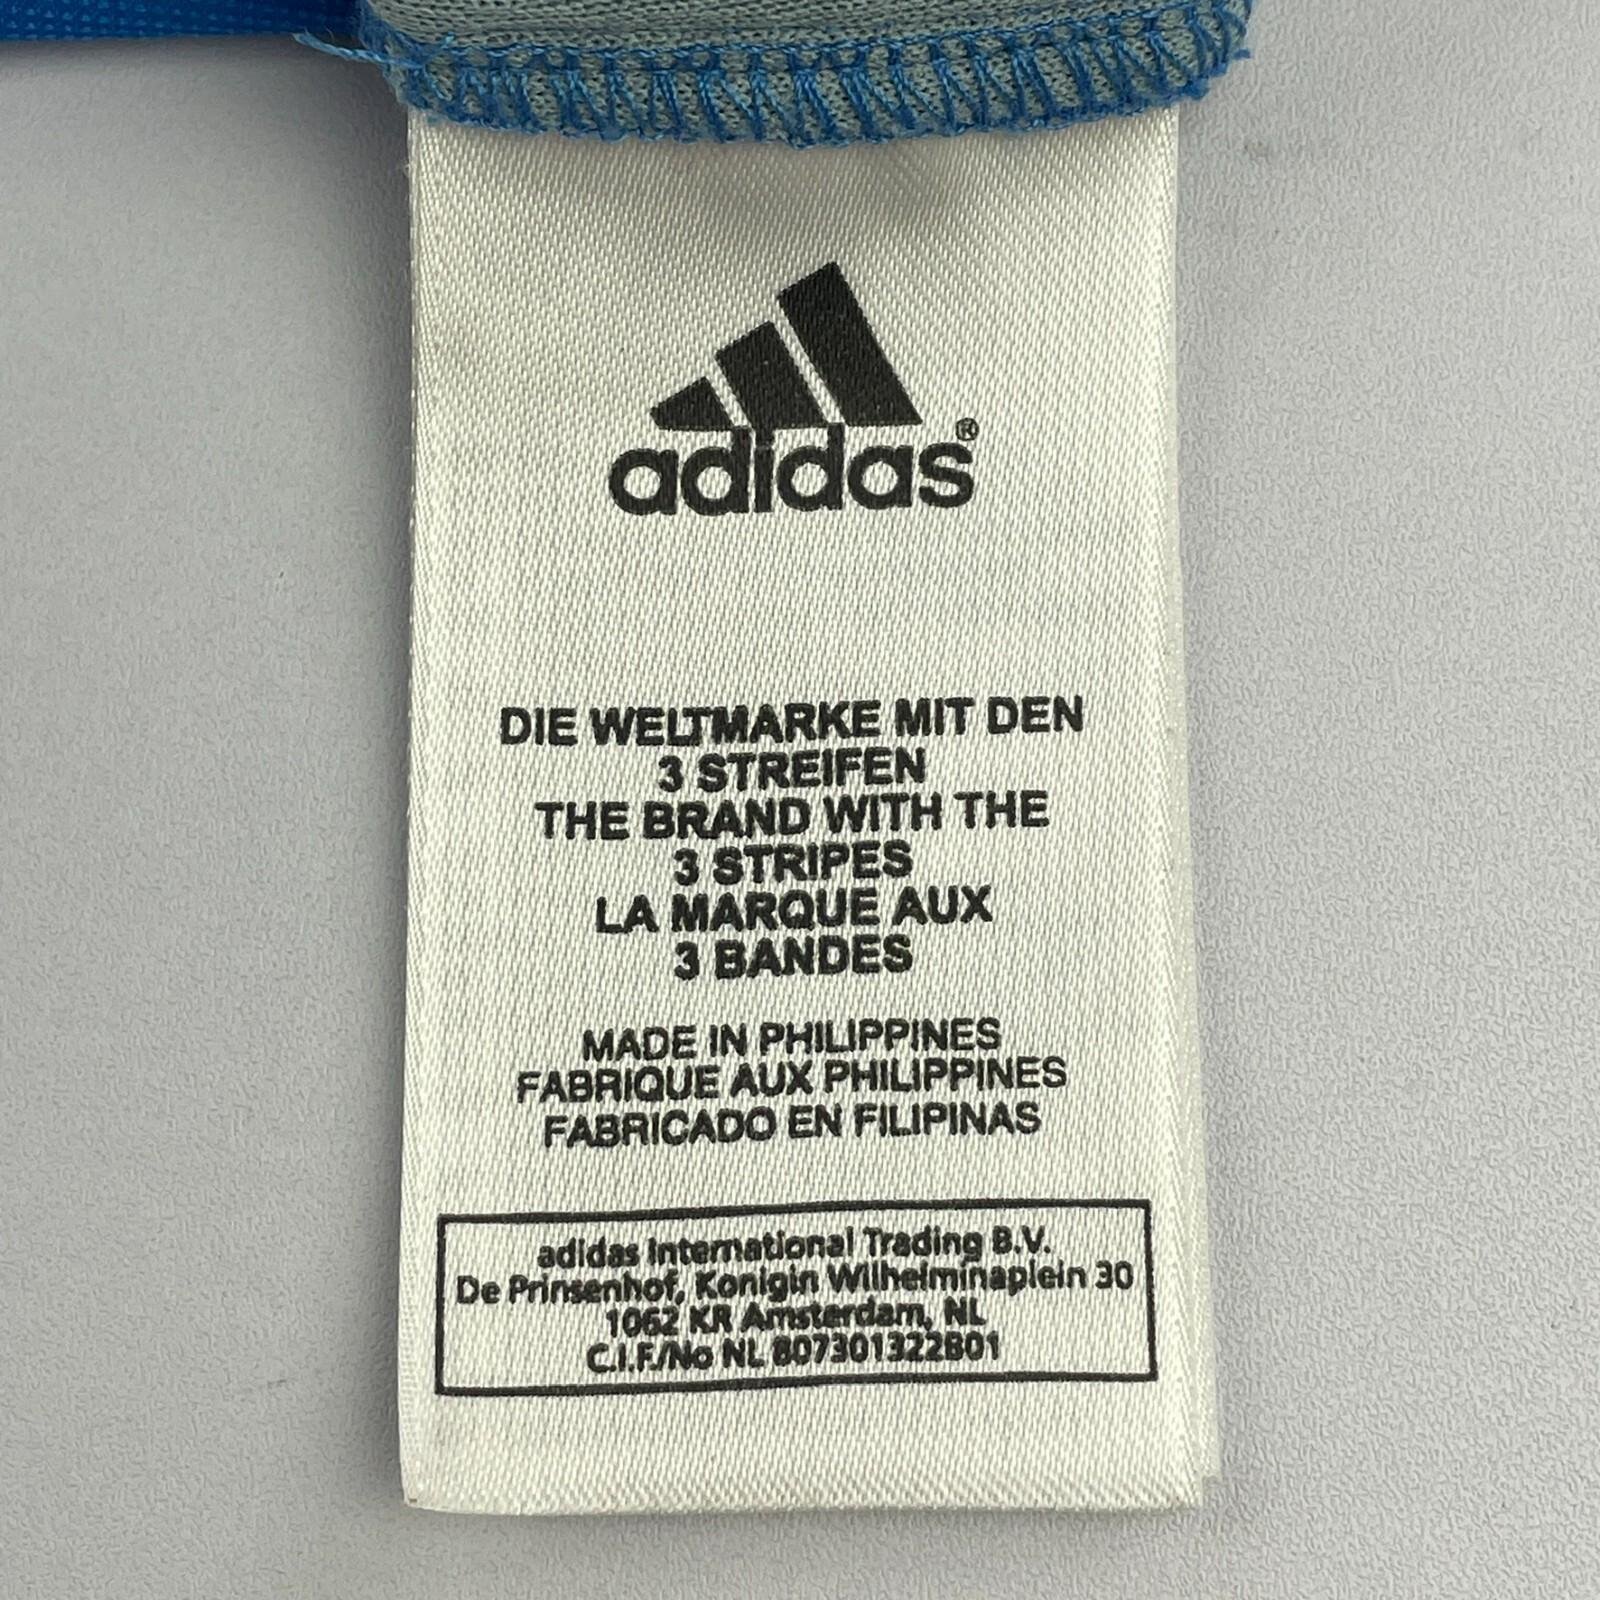 adidas®
DIE WELTMARKE MIT DEN
3 STREIFEN
THE BRAND WITH THE
3 STRIPES
LA MARQUE AUX
3 BANDES
MADE IN PHILIPPINES
FABRIQUE AUX PHILIPPINES
FABRICADO EN FILIPINAS
adidas International Trading B.V.
De Prinsenhof, Konigin Wilhelminaplein 30
1062 KR Amsterdam, NL
C.I.F./No NL 807301322B01